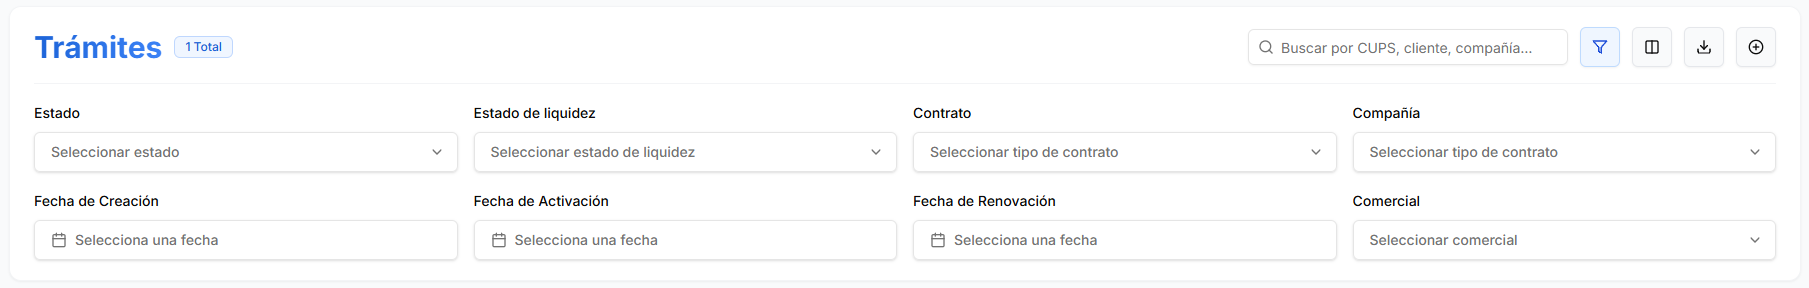 Trámites 1 Total Buscar por CUPS, cliente, compañía...
Estado Estado de liquidez Contrato Compañía
Seleccionar estado Seleccionar estado de liquidez Seleccionar tipo de contrato Seleccionar tipo de contrato
Fecha de Creación Fecha de Activación Fecha de Renovación Comercial
Selecciona una fecha Selecciona una fecha Selecciona una fecha Seleccionar comercial